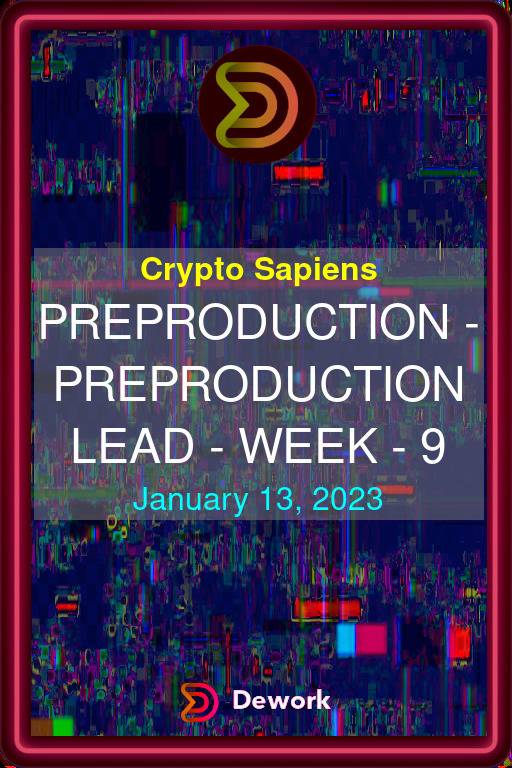 Crypto Sapiens
PREPRODUCTION -
PREPRODUCTION
LEAD - WEEK - 9
January 13, 2023
Dework